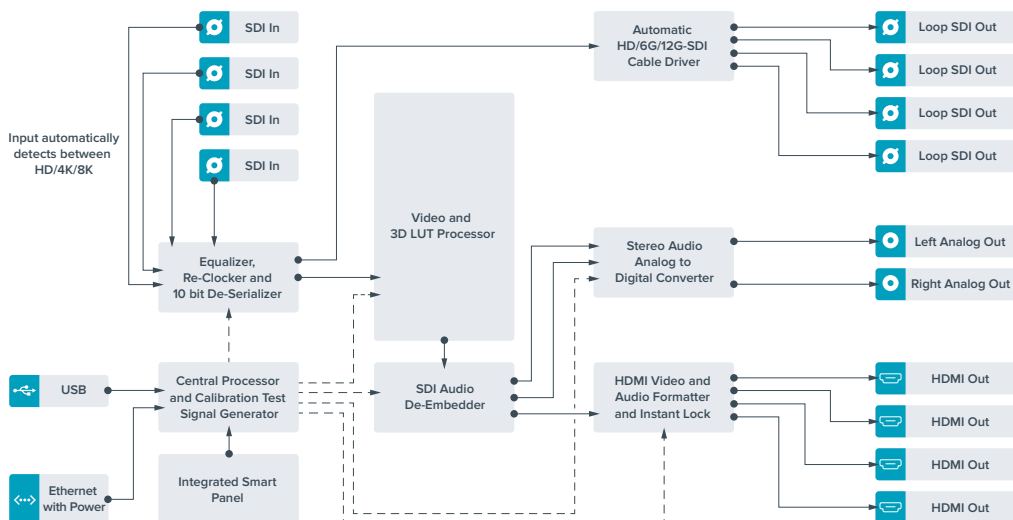 SDI In
SDI In
SDI In
SDI In
Input automatically
detects between
HD/4K/8K
Equalizer,
Re-Clocker and
10 bit De-Serializer
USB
Central Processor
and Calibration Test
Signal Generator
Ethernet
with Power
Integrated Smart
Panel
Video and
3D LUT Processor
SDI Audio
De-Embedder
Automatic
HD/6G/12G-SDI
Cable Driver
Stereo Audio
Analog to
Digital Converter
HDMI Video and
Audio Formatter
and Instant Lock
Loop SDI Out
Loop SDI Out
Loop SDI Out
Loop SDI Out
Left Analog Out
Right Analog Out
HDMI Out
HDMI Out
HDMI Out
HDMI Out